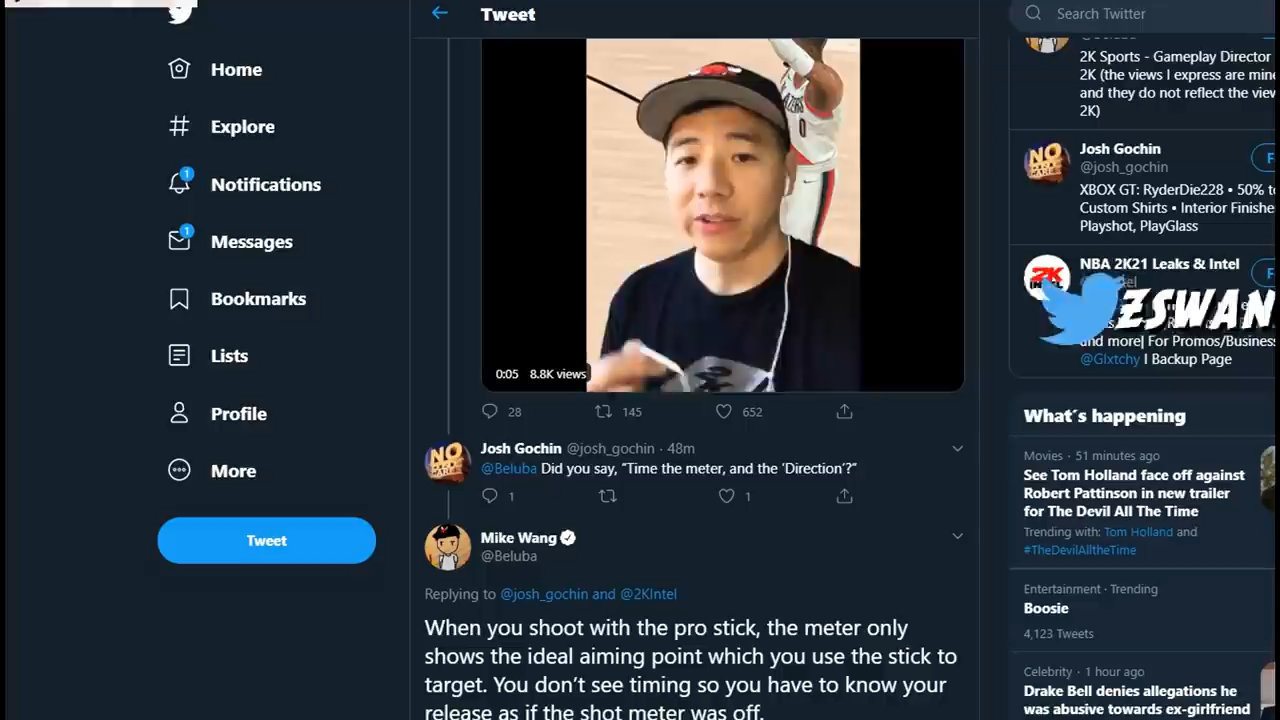 Tweet
Search Twitter
Home
Explore
1
Notifications
1
Messages
Bookmarks
Lists
Profile
More
Tweet
0
0:05 8.8K views
28 145 652
Josh Gochin @josh_gochin · 48m
@Beluba Did you say, "Time the meter, and the 'Direction'?"
1 1
Mike Wang
@Beluba
Replying to @josh_gochin and @2KIntel
When you shoot with the pro stick, the meter only
shows the ideal aiming point which you use the stick to
target. You don't see timing so you have to know your
release as if the shot meter was off.
2K Sports - Gameplay Director
2K (the views I express are mine
and they do not reflect the view
2K)
Josh Gochin
@josh_gochin
F
XBOX GT: RyderDie228 • 50% to
Custom Shirts • Interior Finishe
Playshot, PlayGlass
NBA 2K21 Leaks & Intel
F
2K
INTEL
ZSWAN
and more| For Promos/Business
@Glxtchy I Backup Page
What´s happening
Movies · 51 minutes ago
See Tom Holland face off against
Robert Pattinson in new trailer
for The Devil All The Time
Trending with: Tom Holland and
#TheDevilAlltheTime
Entertainment · Trending
Boosie
4,123 Tweets
Celebrity · 1 hour ago
Drake Bell denies allegations he
was abusive towards ex-girlfriend